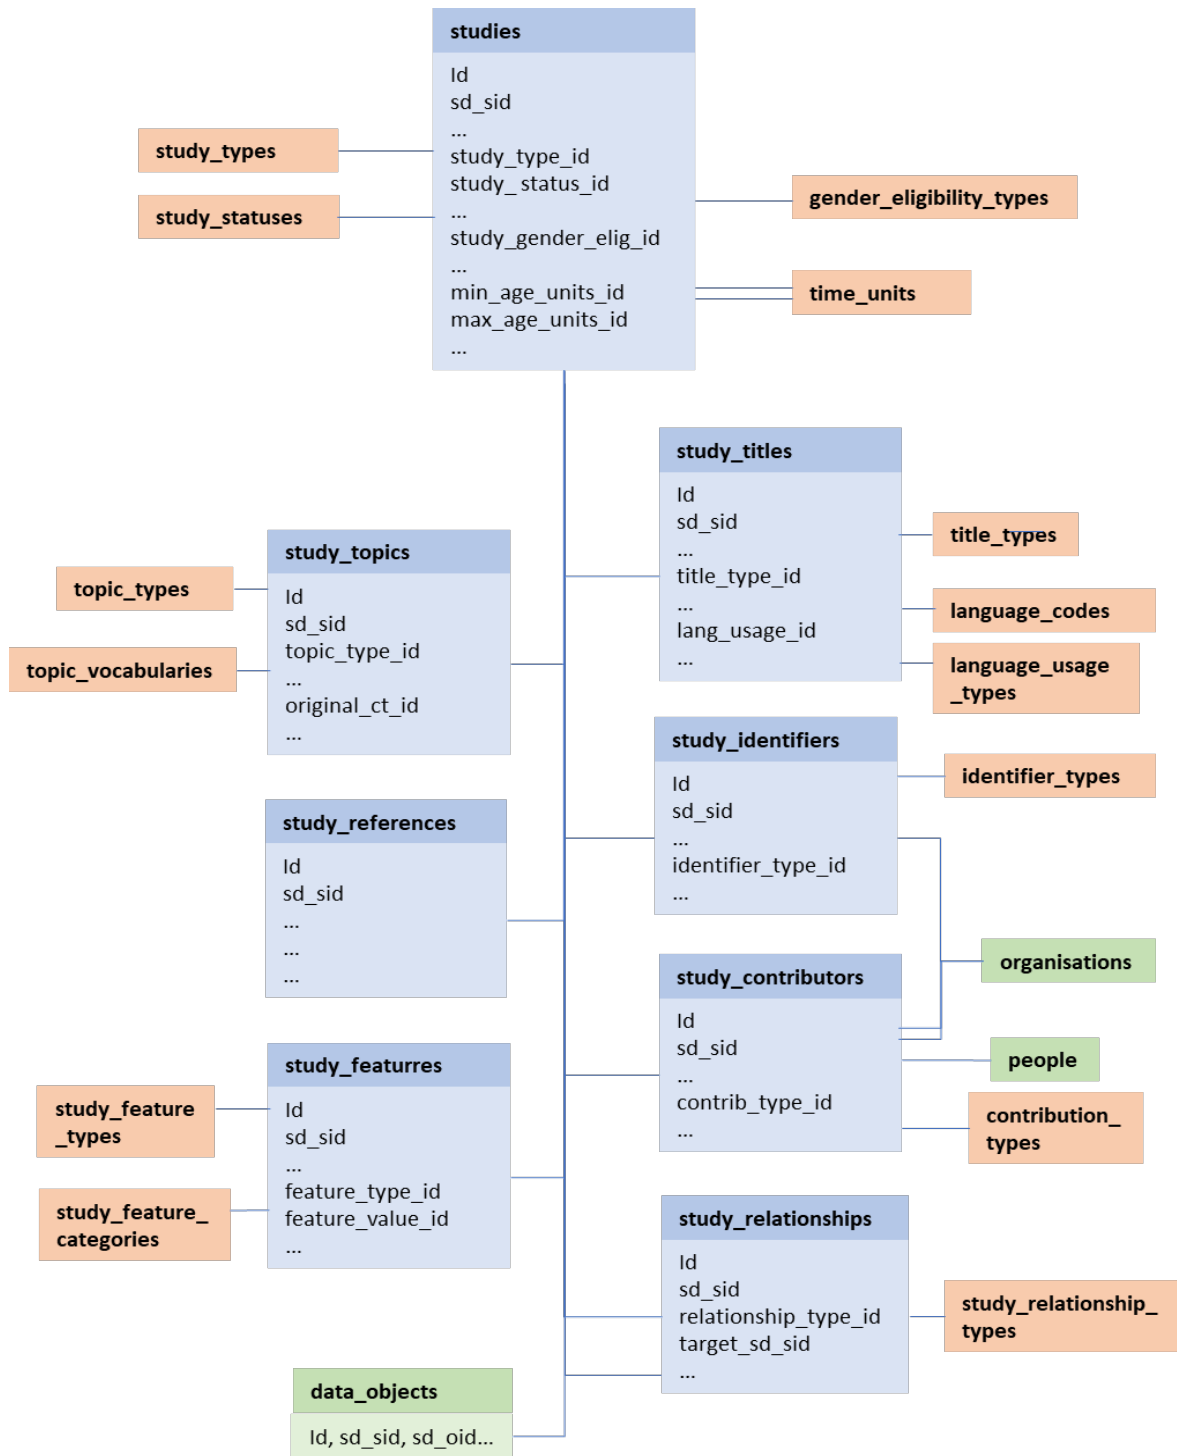 studies
Id
sd_sid
...
study_type_id
study_ status_id
...
study_gender_elig_id
...
min_age_units_id
max_age_units_id
...
study_types
study_statuses
gender_eligibility_types
time_units
study_titles
Id
sd_sid
...
title_type_id
...
lang_usage_id
...
title_types
language_codes
language_usage
_types
study_topics
Id
sd_sid
topic_type_id
...
original_ct_id
...
topic_types
topic_vocabularies
study_identifiers
Id
sd_sid
...
identifier_type_id
...
identifier_types
study_references
Id
sd_sid
...
...
...
organisations
study_contributors
Id
sd_sid
...
contrib_type_id
...
people
contribution_
types
study_featurres
Id
sd_sid
...
feature_type_id
feature_value_id
...
study_feature
_types
study_feature_
categories
study_relationships
Id
sd_sid
relationship_type_id
target_sd_sid
...
study_relationship_
types
data_objects
Id, sd_sid, sd_oid...